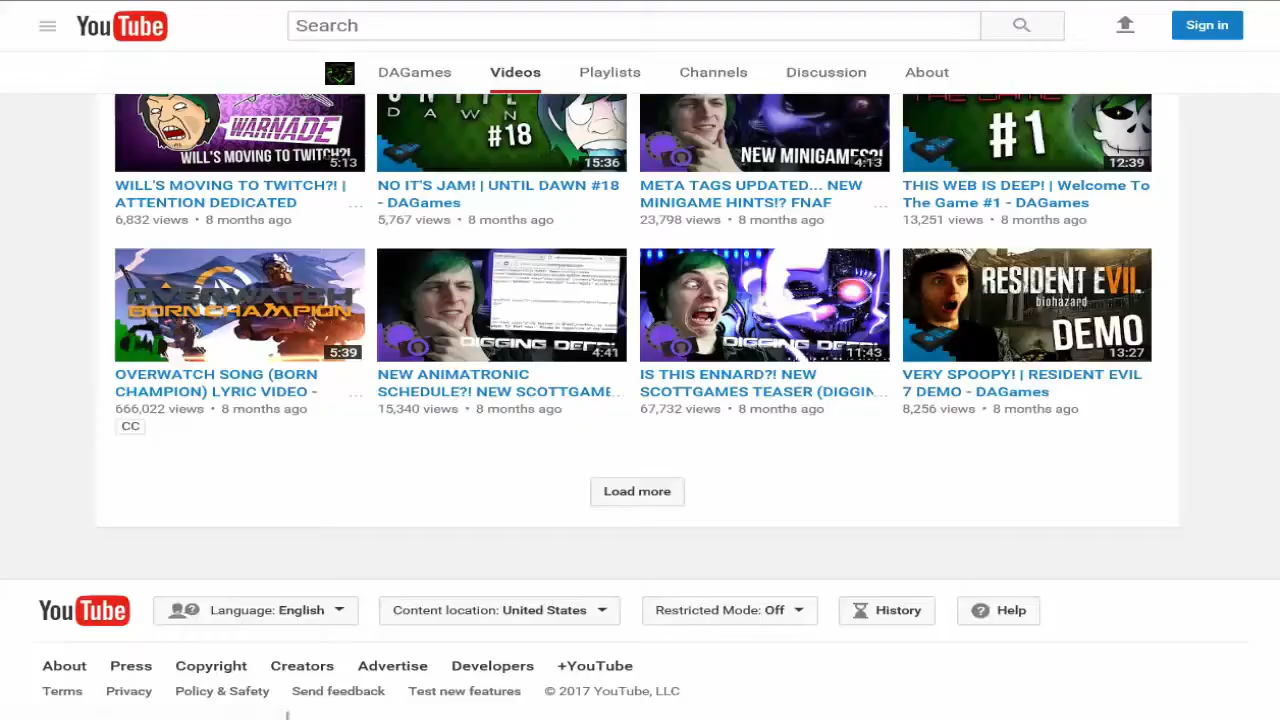 YouTube Search Sign in
DAGames Videos Playlists Channels Discussion About
WARNADE
WILL'S MOVING TO TWITCH?!
5:13
UNTIL
DAWN
#18
15:36
NEW MINIGAMES?!
4:13
THE GAME
#1
12:39
WILL'S MOVING TO TWITCH?! |
ATTENTION DEDICATED ...
6,832 views • 8 months ago
NO IT'S JAM! | UNTIL DAWN #18
- DAGames
5,767 views • 8 months ago
META TAGS UPDATED... NEW
MINIGAME HINTS!? FNAF ...
23,798 views • 8 months ago
THIS WEB IS DEEP! | Welcome To
The Game #1 - DAGames
13,251 views • 8 months ago
OVERWATCH
BORN CHAMPION
5:39
DIGGING DEEP!
4:41
DIGGING DEEP!
11:43
RESIDENT EVIL
biohazard
DEMO
13:27
OVERWATCH SONG (BORN
CHAMPION) LYRIC VIDEO - ...
666,022 views • 8 months ago
CC
NEW ANIMATRONIC
SCHEDULE?! NEW SCOTTGAME...
15,340 views • 8 months ago
IS THIS ENNARD?! NEW
SCOTTGAMES TEASER (DIGGIN...
67,732 views • 8 months ago
VERY SPOOPY! | RESIDENT EVIL
7 DEMO - DAGames
8,256 views • 8 months ago
Load more
YouTube Language: English Content location: United States Restricted Mode: Off History Help
About Press Copyright Creators Advertise Developers +YouTube
Terms Privacy Policy & Safety Send feedback Test new features © 2017 YouTube, LLC